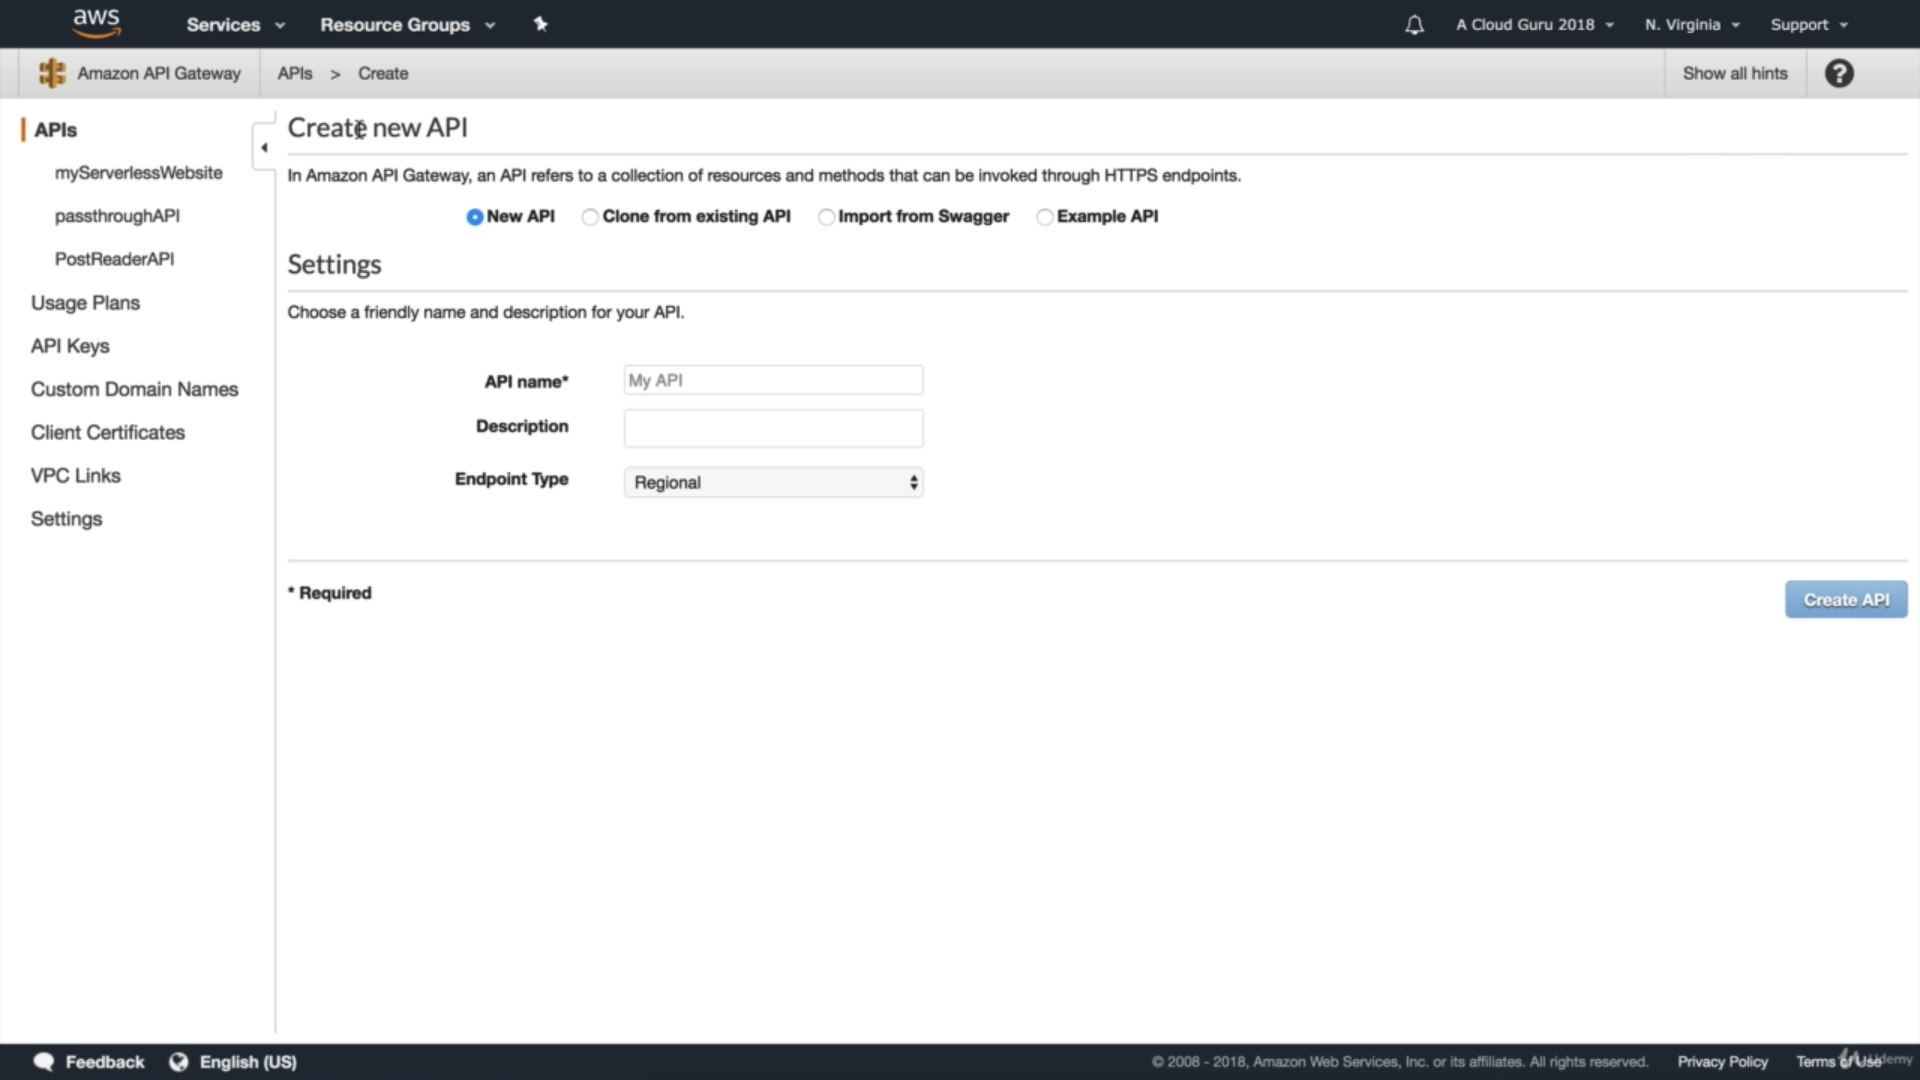 aws Services Resource Groups A Cloud Guru 2018 N. Virginia Support
Amazon API Gateway APIs > Create Show all hints ?
APIs
myServerlessWebsite
passthroughAPI
PostReaderAPI
Usage Plans
API Keys
Custom Domain Names
Client Certificates
VPC Links
Settings
Create new API
In Amazon API Gateway, an API refers to a collection of resources and methods that can be invoked through HTTPS endpoints.
New API Clone from existing API Import from Swagger Example API
Settings
Choose a friendly name and description for your API.
API name* My API
Description
Endpoint Type Regional
* Required
Create API
Feedback English (US) © 2008 - 2018, Amazon Web Services, Inc. or its affiliates. All rights reserved. Privacy Policy Terms of Use